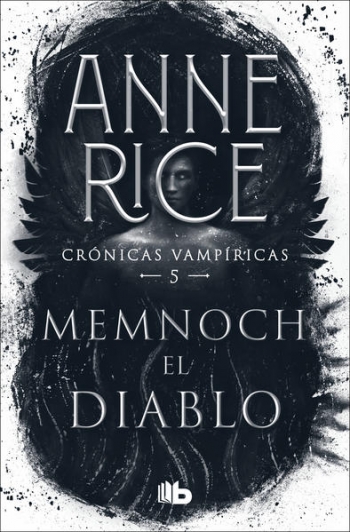 ANNE
RICE
CRÓNICAS VAMPÍRICAS
5
MEMNOCH
EL
DIABLO
b